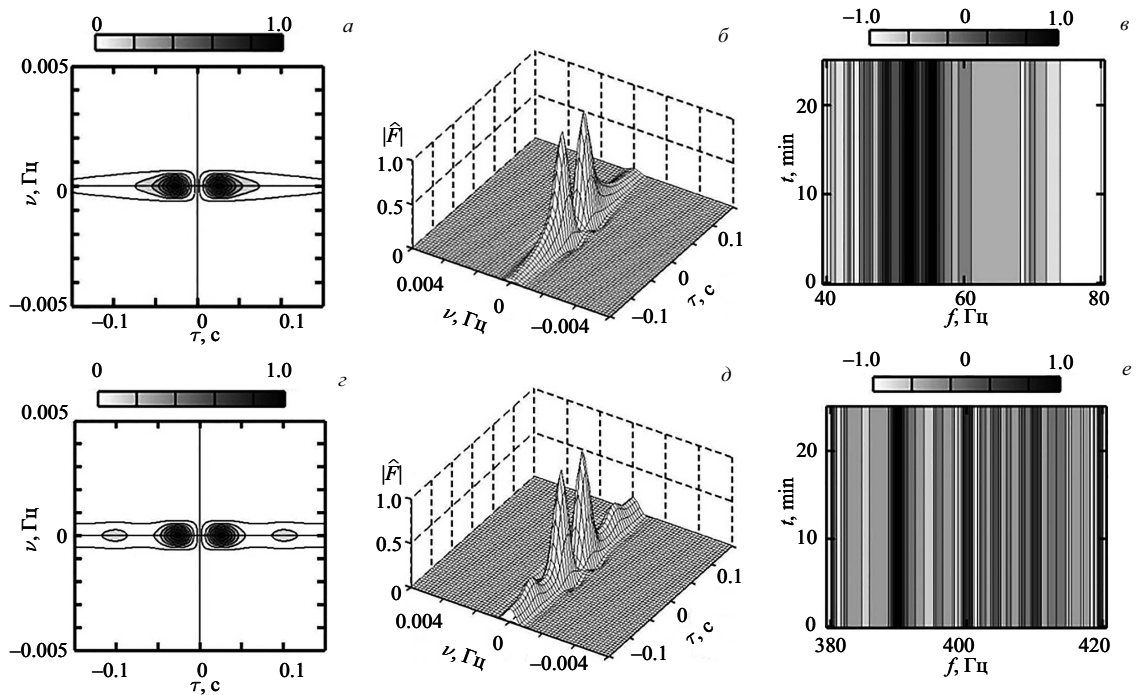 0 1.0 а
0.005
0
−0.005
ν, Гц
−0.1 0 0.1
τ, с
б
|F̂|
1.0
0.5
0
0.004 0 −0.004
ν, Гц
−0.1 0 0.1
τ, с
−1.0 0 1.0 в
20
10
0
t, min
40 60 80
f, Гц
0 1.0 г
0.005
0
−0.005
ν, Гц
−0.1 0 0.1
τ, с
д
|F̂|
1.0
0.5
0
0.004 0 −0.004
ν, Гц
−0.1 0 0.1
τ, с
−1.0 0 1.0 е
20
10
0
t, min
380 400 420
f, Гц